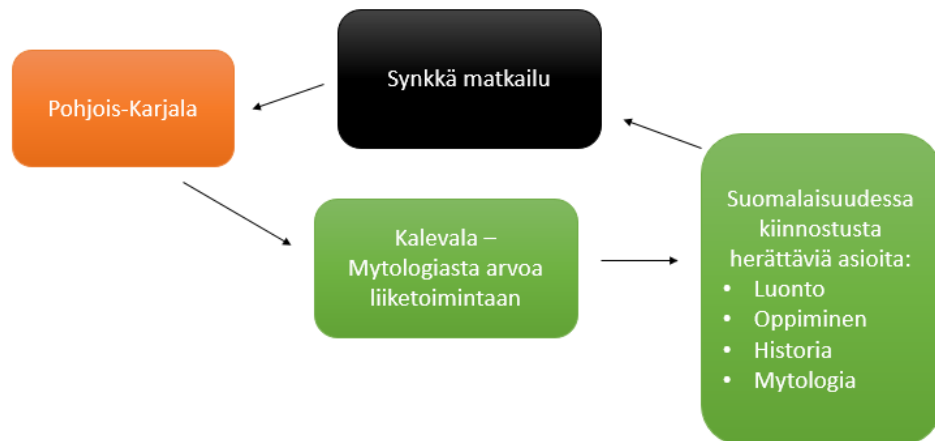 Pohjois-Karjala
Synkkä matkailu
Kalevala –
Mytologiasta arvoa
liiketoimintaan
Suomalaisuudessa
kiinnostusta
herättäviä asioita:
• Luonto
• Oppiminen
• Historia
• Mytologia